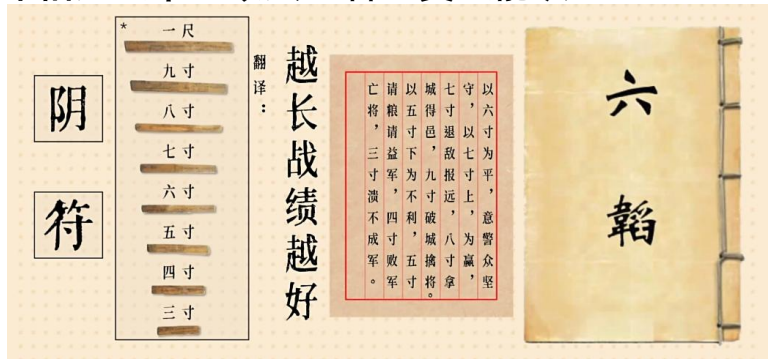 阴
符
*
一尺
九寸
八寸
七寸
六寸
五寸
四寸
三寸
翻译：
越长战绩越好
以六寸为平，意警众坚
守，以七寸上，为赢，
七寸退敌报远，八寸拿
城得邑，九寸破城擒将。
以五寸下为不利，五寸
请粮请益军，四寸败军
亡将，三寸溃不成军。
六韬